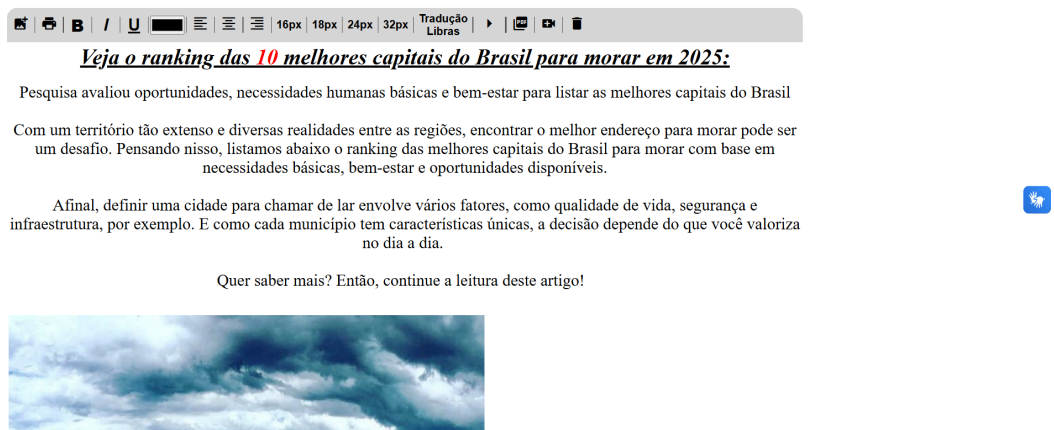 B I U 16px 18px 24px 32px Tradução
Libras
PDF
Veja o ranking das 10 melhores capitais do Brasil para morar em 2025:
Pesquisa avaliou oportunidades, necessidades humanas básicas e bem-estar para listar as melhores capitais do Brasil
Com um território tão extenso e diversas realidades entre as regiões, encontrar o melhor endereço para morar pode ser
um desafio. Pensando nisso, listamos abaixo o ranking das melhores capitais do Brasil para morar com base em
necessidades básicas, bem-estar e oportunidades disponíveis.
Afinal, definir uma cidade para chamar de lar envolve vários fatores, como qualidade de vida, segurança e
infraestrutura, por exemplo. E como cada município tem características únicas, a decisão depende do que você valoriza
no dia a dia.
Quer saber mais? Então, continue a leitura deste artigo!